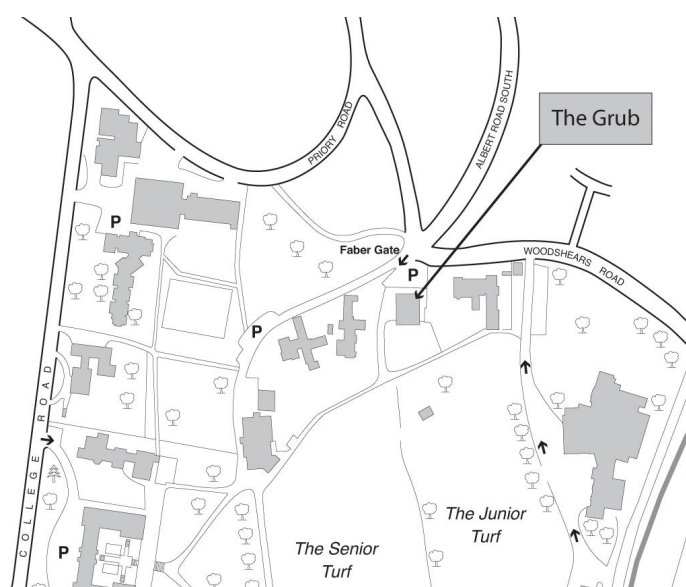 ALBERT ROAD SOUTH
The Grub
PRIORY ROAD
P
Faber Gate
WOODSHEARS ROAD
P
P
COLLEGE ROAD
The Junior
Turf
The Senior
Turf
P